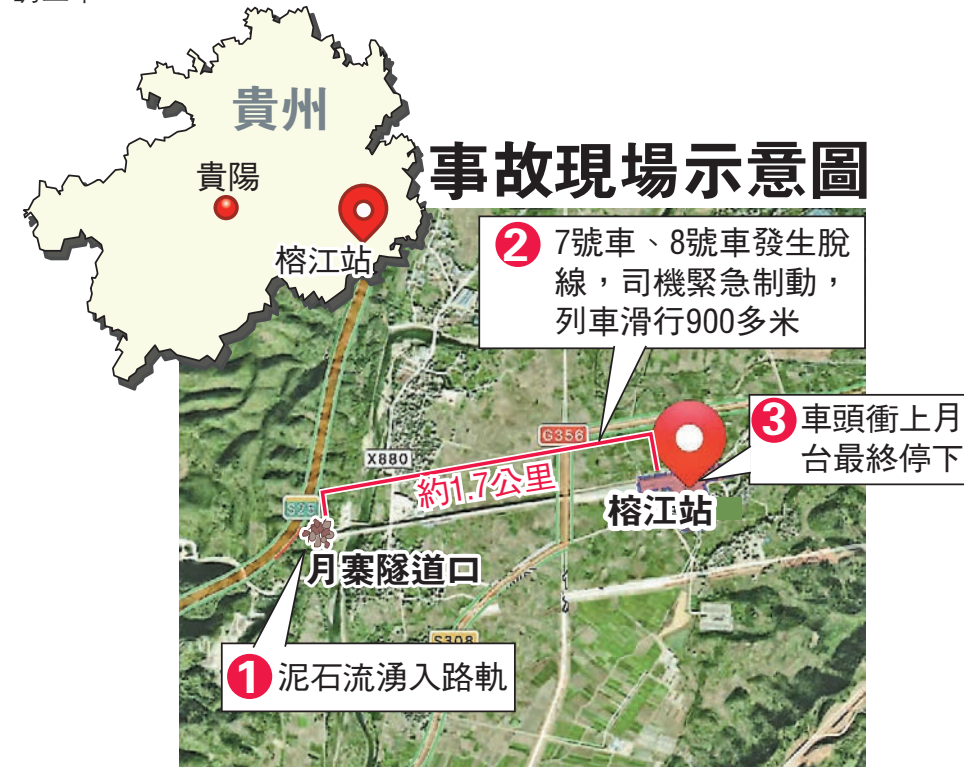 貴州
貴陽
榕江站
事故現場示意圖
2 7號車、8號車發生脫
線，司機緊急制動，
列車滑行900多米
3 車頭衝上月
台最終停下
G356
X880
約1.7公里
S25
榕江站
月寨隧道口
S308
1 泥石流湧入路軌